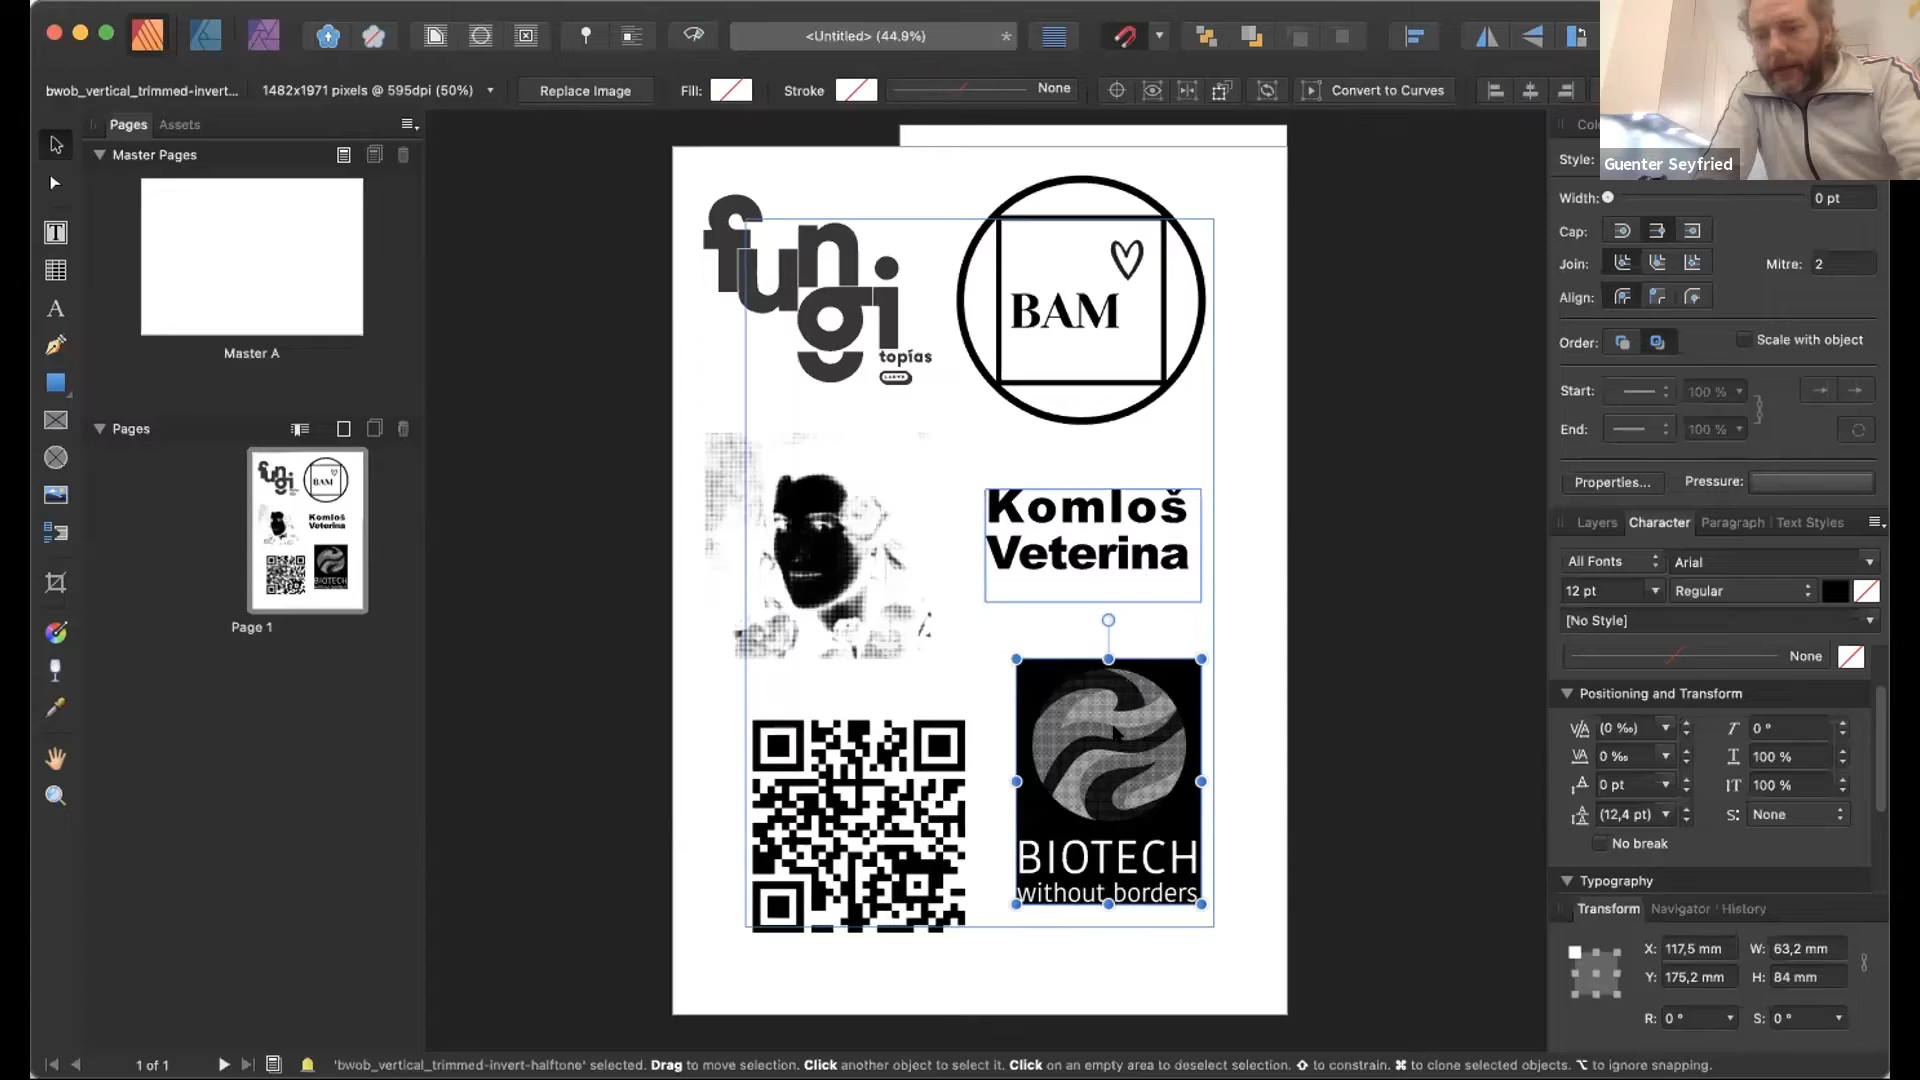 <Untitled> (44.9%)
*
bwob_vertical_trimmed-invert...
1482x1971 pixels @ 595dpi (50%)
Replace Image
Fill:
Stroke
None
Convert to Curves
Guenter Seyfried
Pages
Assets
Master Pages
Master A
Pages
Page 1
fungi
topías
BAM
Komloš
Veterina
BIOTECH
without borders
Style:
Width:
0 pt
Cap:
Join:
Mitre: 2
Align:
Order:
Scale with object
Start:
100 %
End:
100 %
Properties...
Pressure:
Layers
Character
Paragraph
Text Styles
All Fonts
Arial
12 pt
Regular
[No Style]
None
Positioning and Transform
(0 ‰)
0 °
0 ‰
100 %
0 pt
100 %
(12,4 pt)
S: None
No break
Typography
Transform
Navigator
History
X: 117,5 mm
W: 63,2 mm
Y: 175,2 mm
H: 84 mm
R: 0 °
S: 0 °
1 of 1
'bwob_vertical_trimmed-invert-halftone' selected. Drag to move selection. Click another object to select it. Click on an empty area to deselect selection. ⇧ to constrain. ⌘ to clone selected objects. ⌥ to ignore snapping.